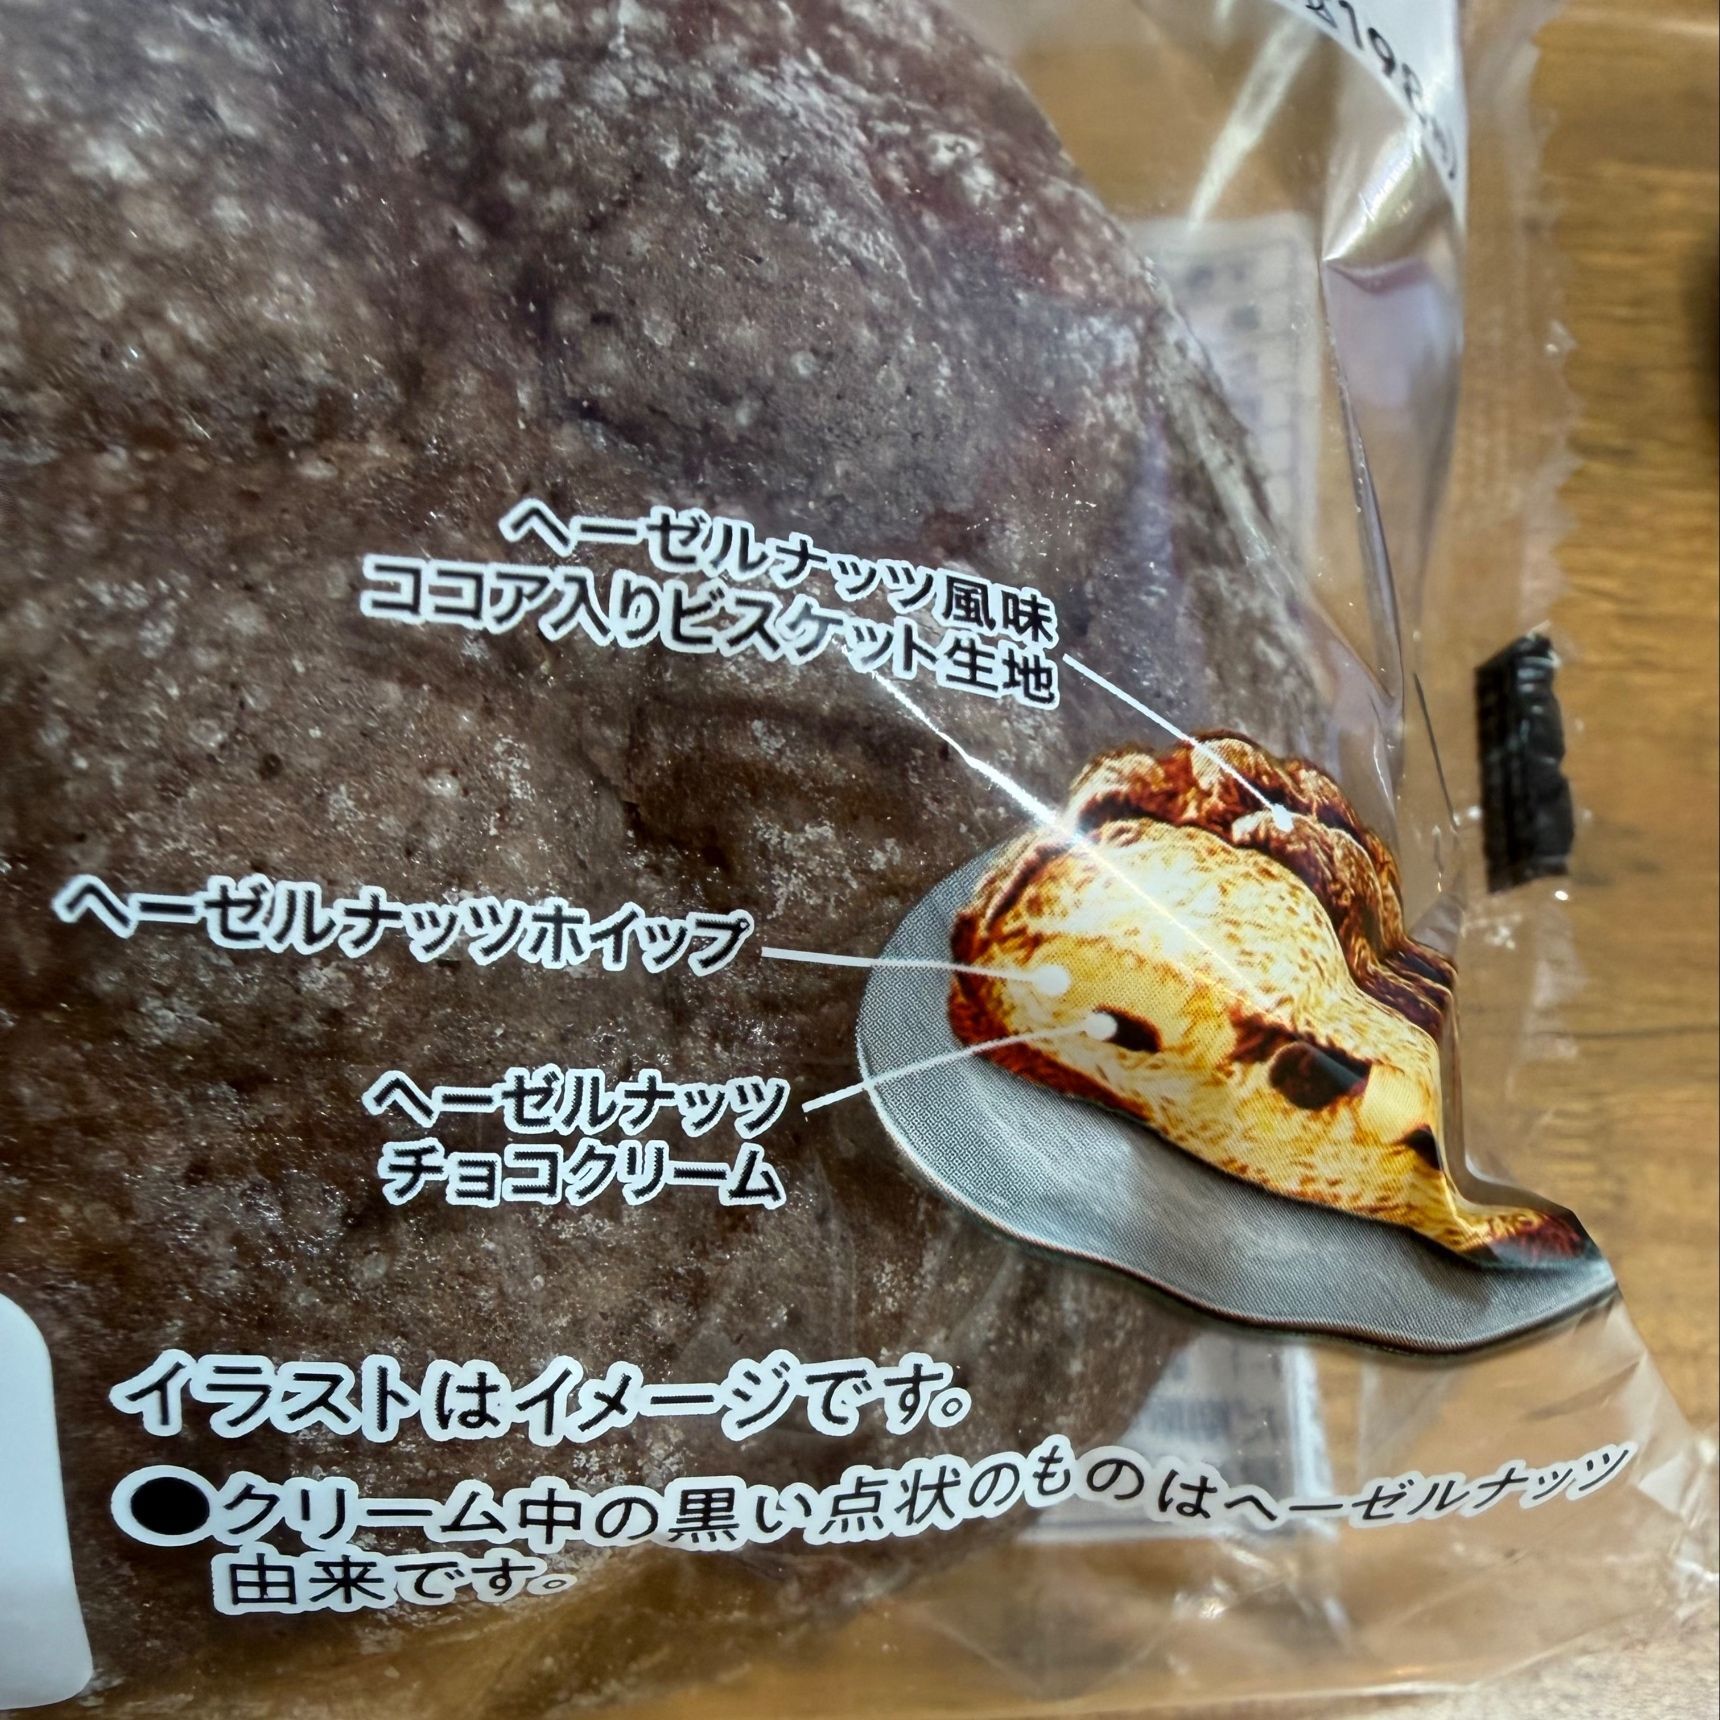 ヘーゼルナッツ風味
ココア入りビスケット生地
ヘーゼルナッツホイップ
ヘーゼルナッツ
チョコクリーム
イラストはイメージです。
●クリーム中の黒い点状のものはヘーゼルナッツ
由来です。